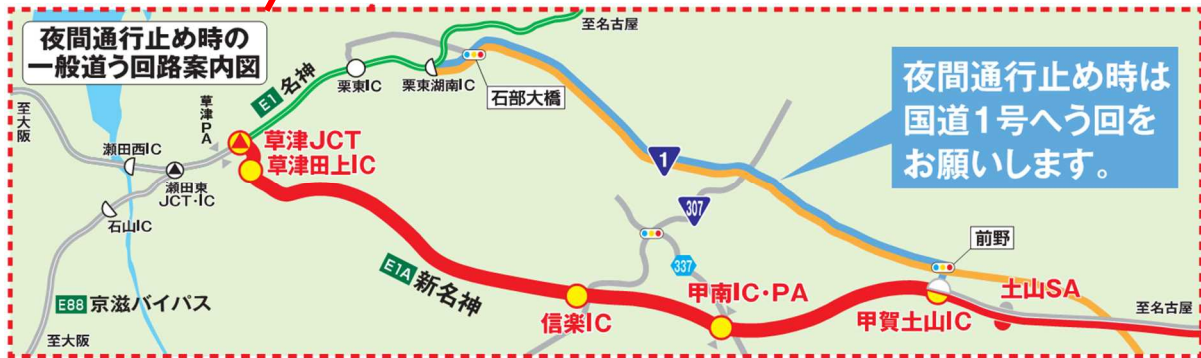 夜間通行止め時の
一般道う回路案内図
至名古屋
E1 名神
栗東IC
栗東湖南IC
石部大橋
夜間通行止め時は
国道1号へう回を
お願いします。
至大阪
草津PA
草津JCT
草津田上IC
瀬田西IC
瀬田東
JCT·IC
石山IC
1
307
337
前野
E1A 新名神
E88 京滋バイパス
信楽IC
甲南IC·PA
甲賀土山IC
土山SA
至名古屋
至大阪